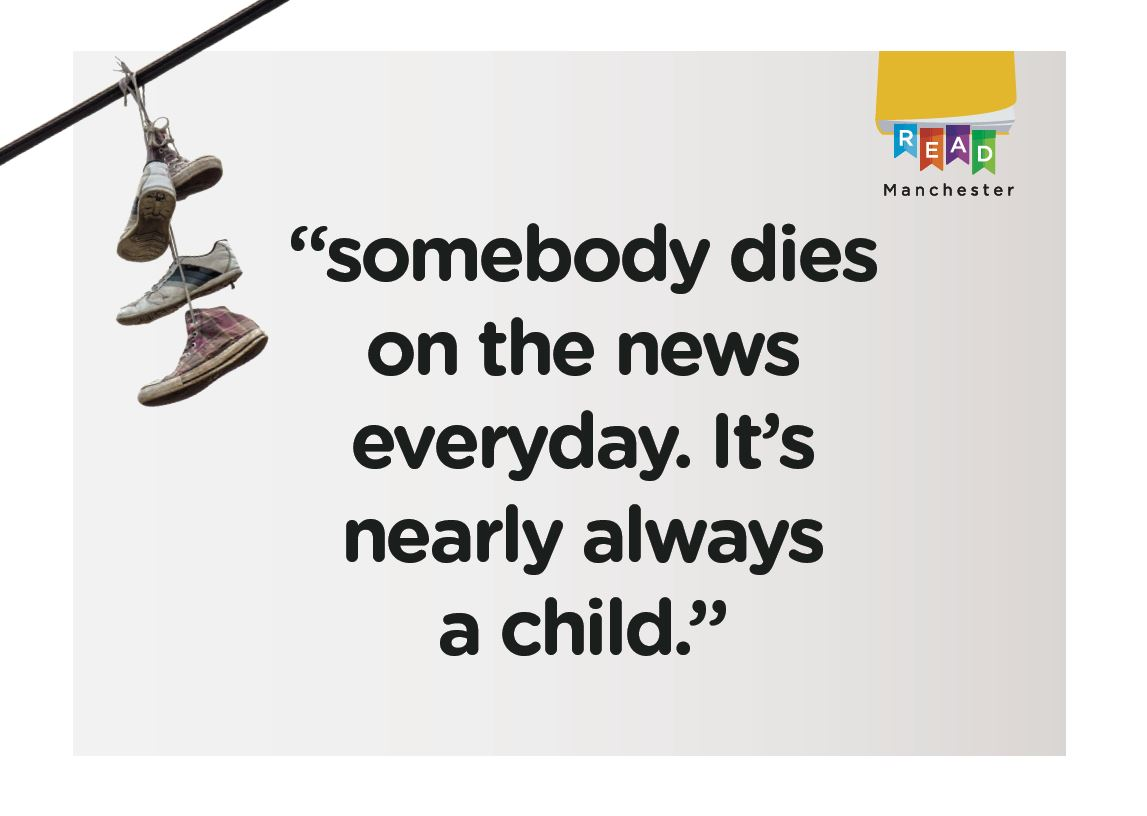 READ
Manchester
“somebody dies
on the news
everyday. It’s
nearly always
a child.”